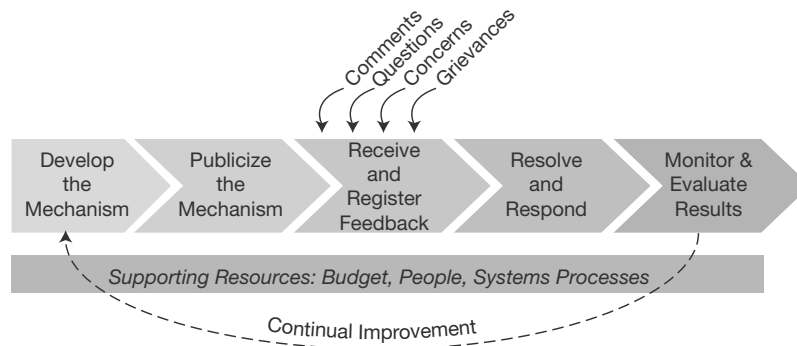 Comments
Questions
Concerns
Grievances
Develop
the
Mechanism
Publicize
the
Mechanism
Receive
and
Register
Feedback
Resolve
and
Respond
Monitor &
Evaluate
Results
Supporting Resources: Budget, People, Systems Processes
Continual Improvement